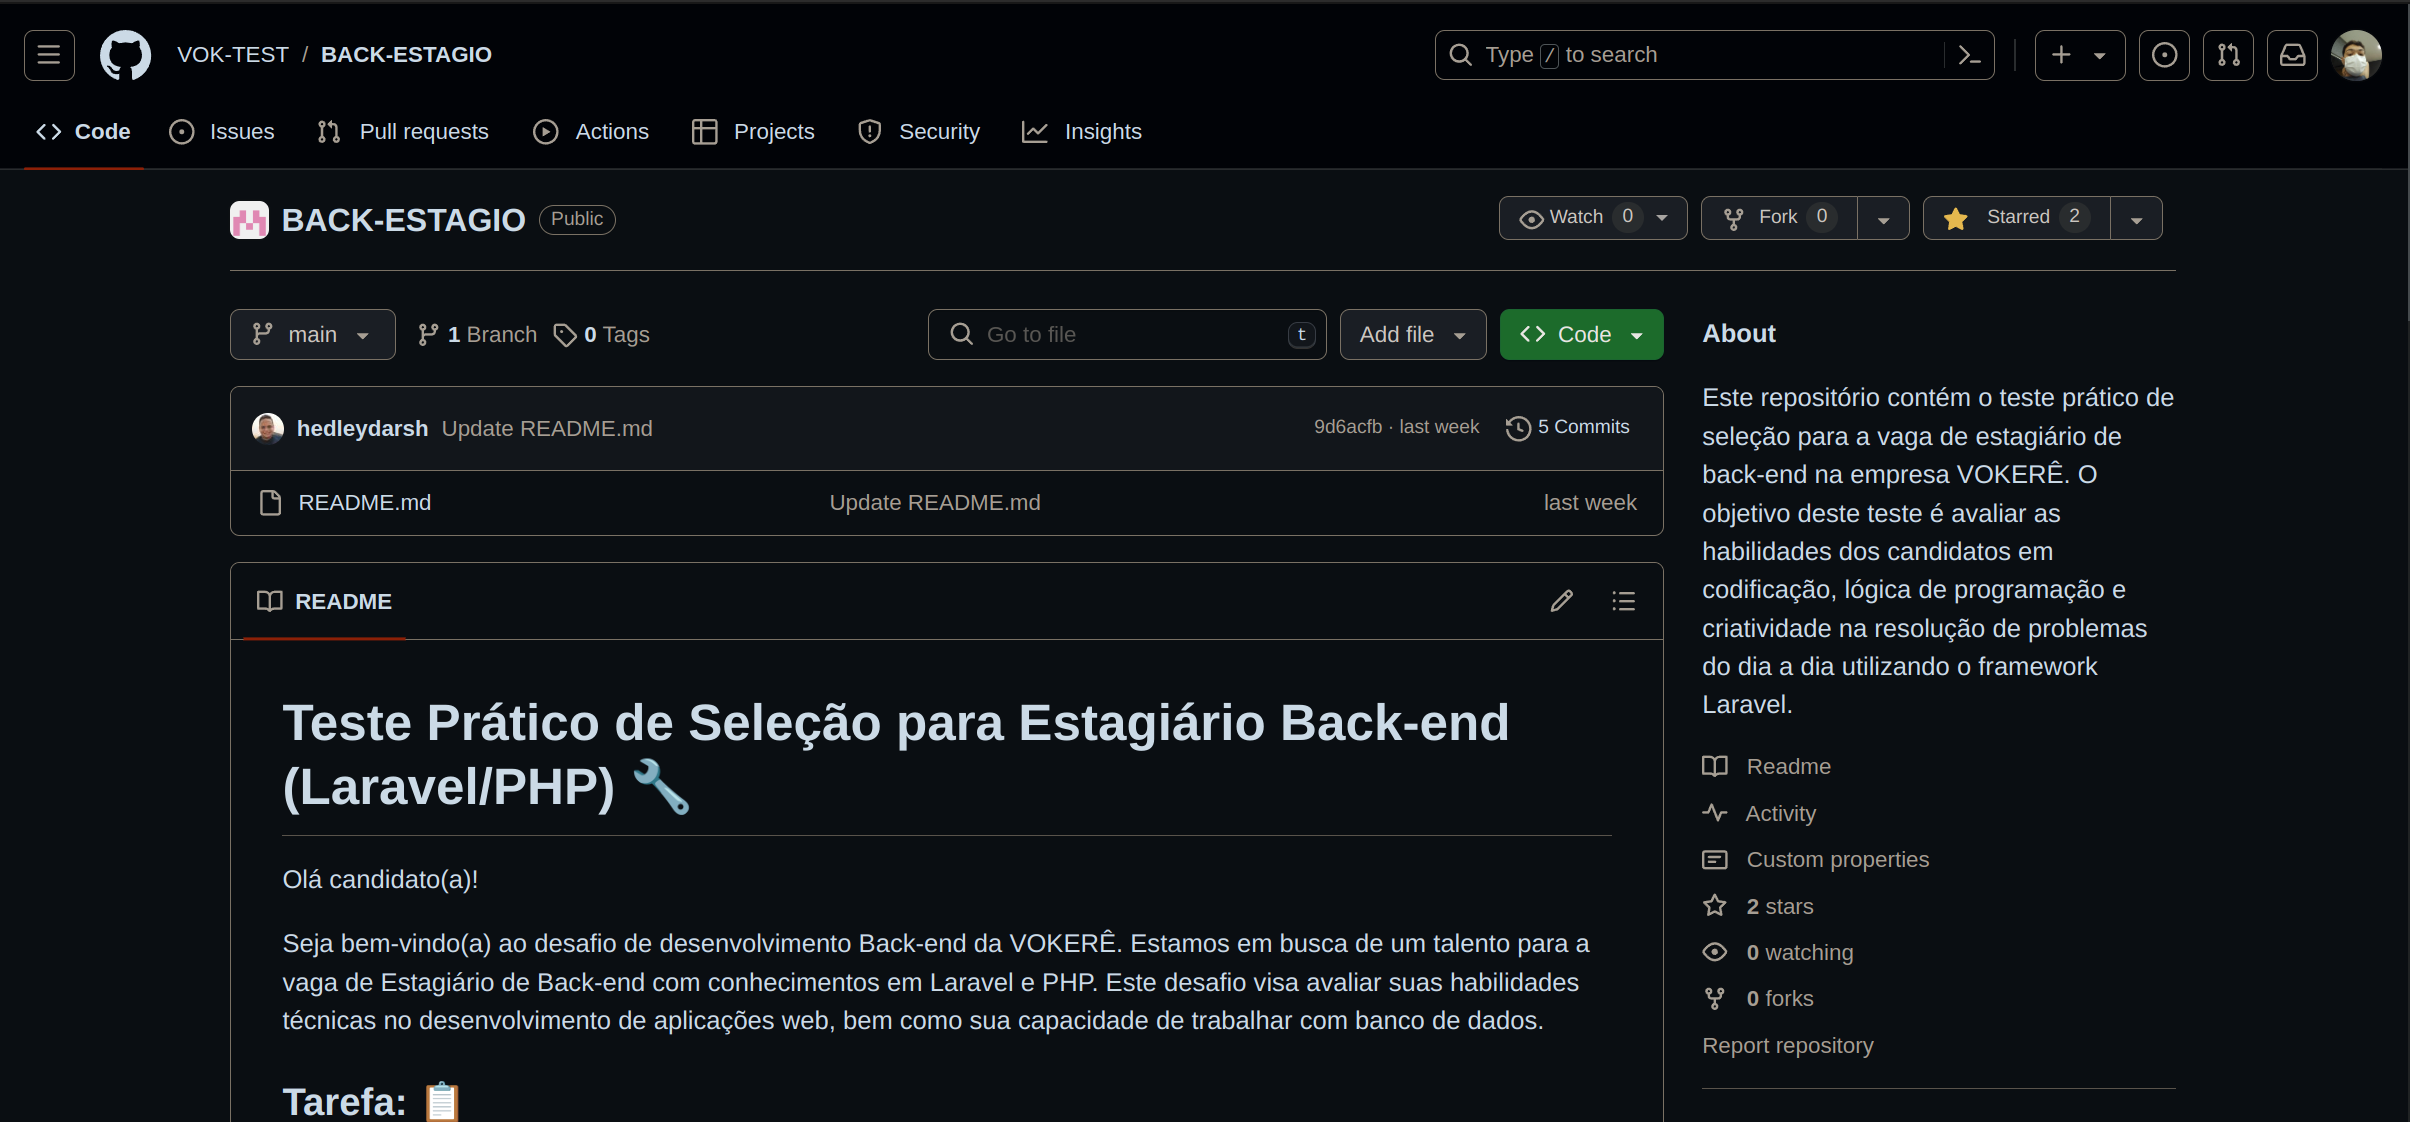 VOK-TEST / BACK-ESTAGIO
Type / to search
Code Issues Pull requests Actions Projects Security Insights
BACK-ESTAGIO Public
Watch 0 Fork 0 Starred 2
main 1 Branch 0 Tags Go to file t Add file Code
hedleydarsh Update README.md 9d6acfb · last week 5 Commits
README.md Update README.md last week
README
Teste Prático de Seleção para Estagiário Back-end
(Laravel/PHP) 🔧
Olá candidato(a)!
Seja bem-vindo(a) ao desafio de desenvolvimento Back-end da VOKERÊ. Estamos em busca de um talento para a
vaga de Estagiário de Back-end com conhecimentos em Laravel e PHP. Este desafio visa avaliar suas habilidades
técnicas no desenvolvimento de aplicações web, bem como sua capacidade de trabalhar com banco de dados.
Tarefa: 📋
About
Este repositório contém o teste prático de
seleção para a vaga de estagiário de
back-end na empresa VOKERÊ. O
objetivo deste teste é avaliar as
habilidades dos candidatos em
codificação, lógica de programação e
criatividade na resolução de problemas
do dia a dia utilizando o framework
Laravel.
Readme
Activity
Custom properties
2 stars
0 watching
0 forks
Report repository